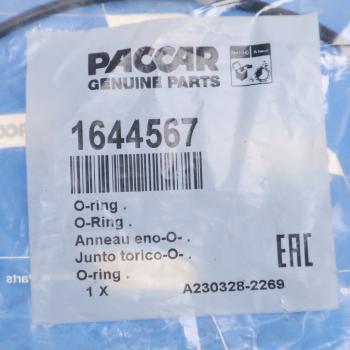 PACCAR
GENUINE PARTS
1644567
O-ring .
O-Ring .
Anneau eno-O- .
Junto torico-O- .
O-ring .
1 X
A230328-2269
EAC